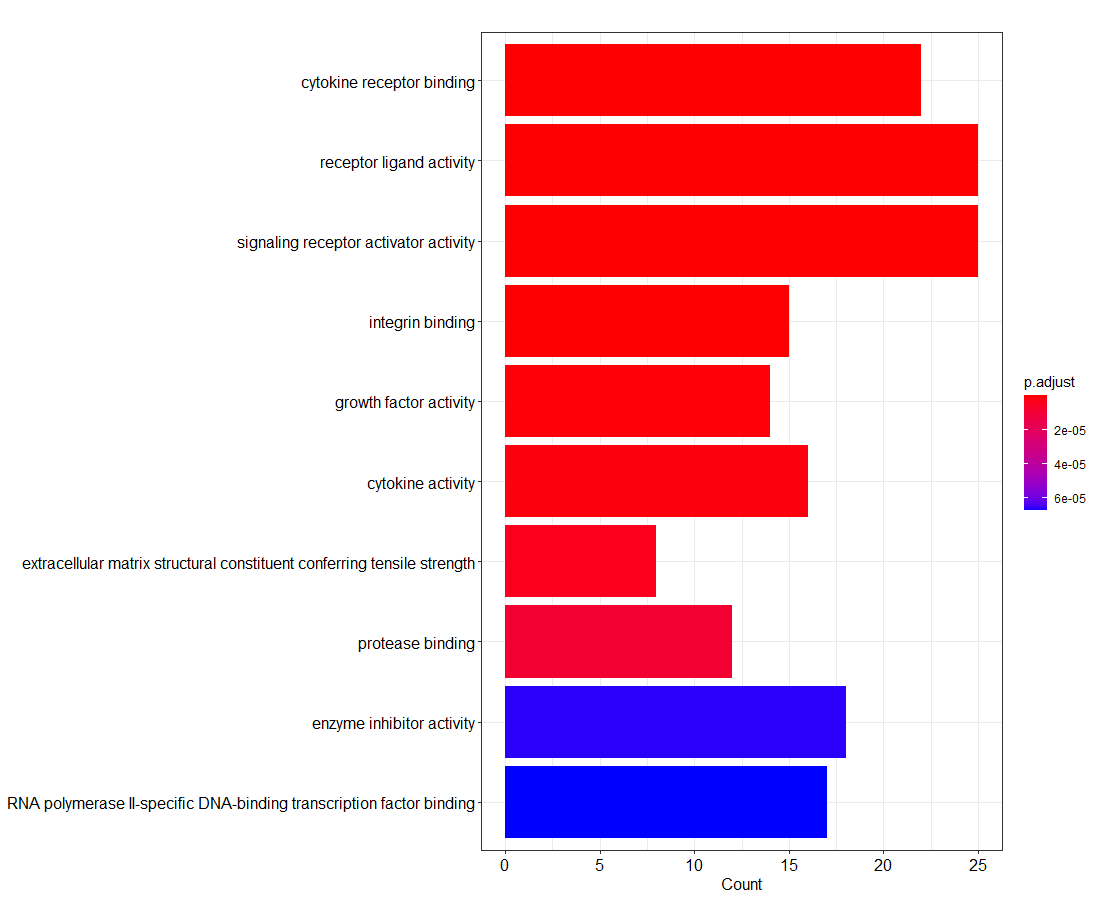 cytokine receptor binding
receptor ligand activity
signaling receptor activator activity
integrin binding
growth factor activity
cytokine activity
extracellular matrix structural constituent conferring tensile strength
protease binding
enzyme inhibitor activity
RNA polymerase II-specific DNA-binding transcription factor binding
0 5 10 15 20 25
Count
p.adjust
2e-05
4e-05
6e-05